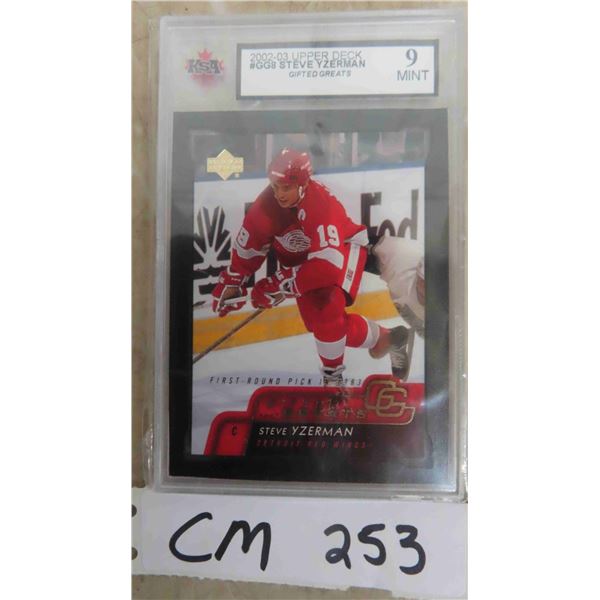 KSA
2002-03 UPPER DECK
#GG8 STEVE YZERMAN
GIFTED GREATS
9
MINT
19
19
FIRST-ROUND PICK 1983
GG
C
STEVE YZERMAN
DETROIT RED WINGS
CM 253